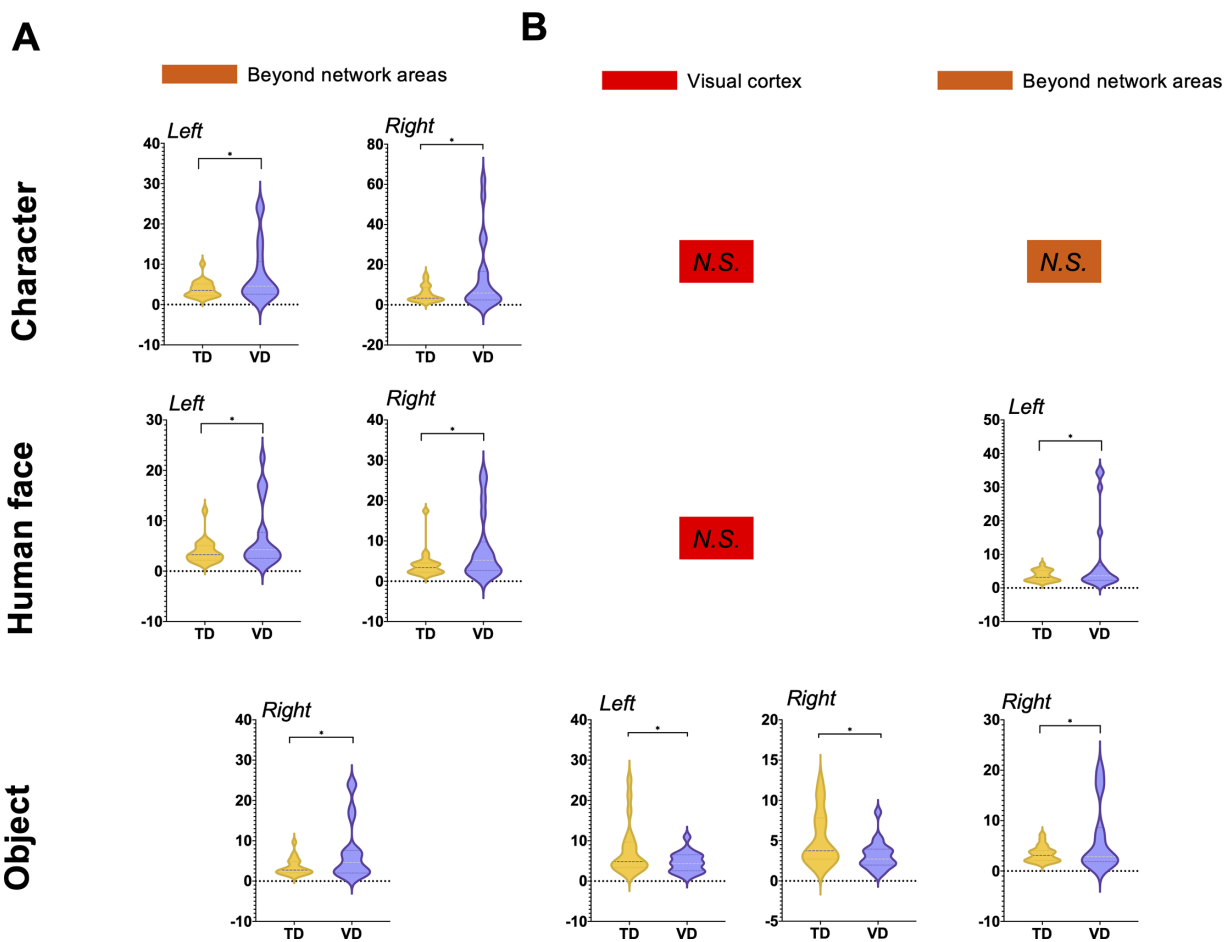 A
B
Beyond network areas
Visual cortex
Beyond network areas
Character
Left
40
30
20
10
0
-10
*
TD
VD
Right
80
60
40
20
0
-20
*
TD
VD
N.S.
N.S.
Human face
Left
30
20
10
0
-10
*
TD
VD
Right
40
30
20
10
0
-10
*
TD
VD
N.S.
Left
50
40
30
20
10
0
-10
*
TD
VD
Object
Right
40
30
20
10
0
-10
*
TD
VD
Left
40
30
20
10
0
-10
*
TD
VD
Right
20
15
10
5
0
-5
*
TD
VD
Right
30
20
10
0
-10
*
TD
VD